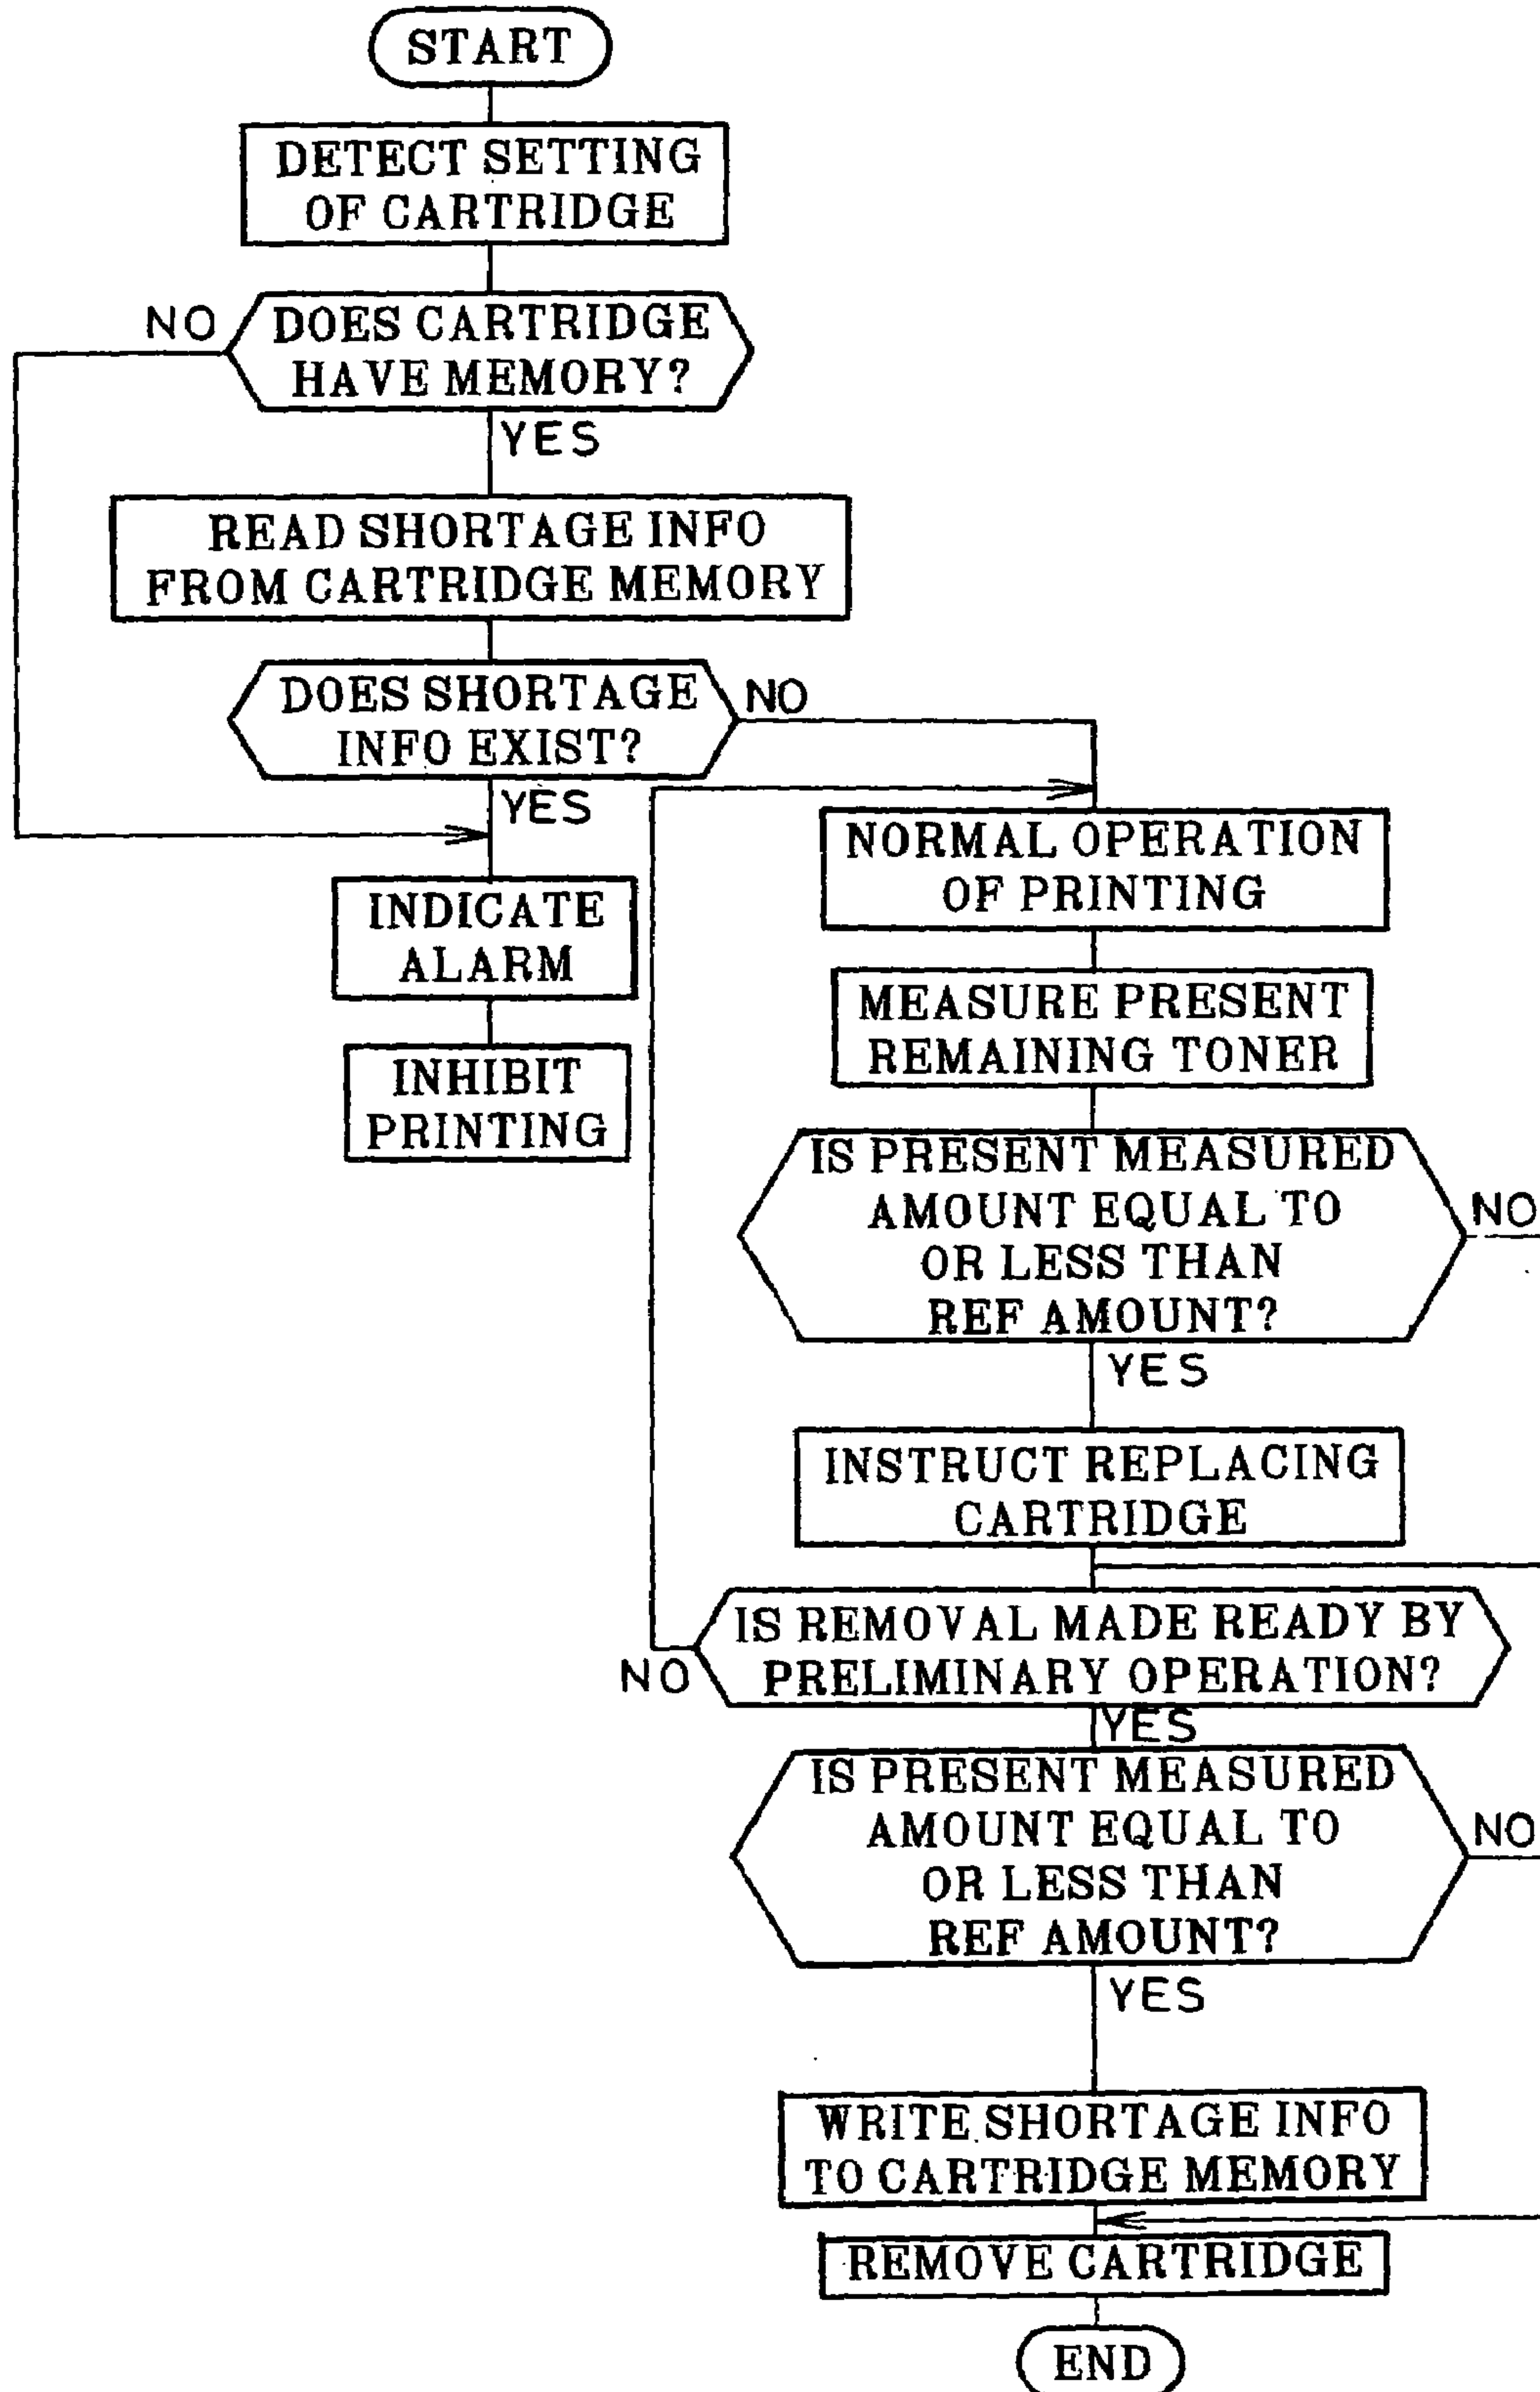 START
DETECT SETTING
OF CARTRIDGE
NO
DOES CARTRIDGE
HAVE MEMORY?
YES
READ SHORTAGE INFO
FROM CARTRIDGE MEMORY
DOES SHORTAGE
INFO EXIST?
NO
YES
INDICATE
ALARM
INHIBIT
PRINTING
NORMAL OPERATION
OF PRINTING
MEASURE PRESENT
REMAINING TONER
IS PRESENT MEASURED
AMOUNT EQUAL TO
OR LESS THAN
REF AMOUNT?
NO
YES
INSTRUCT REPLACING
CARTRIDGE
IS REMOVAL MADE READY BY
PRELIMINARY OPERATION?
NO
YES
IS PRESENT MEASURED
AMOUNT EQUAL TO
OR LESS THAN
REF AMOUNT?
NO
YES
WRITE SHORTAGE INFO
TO CARTRIDGE MEMORY
REMOVE CARTRIDGE
END